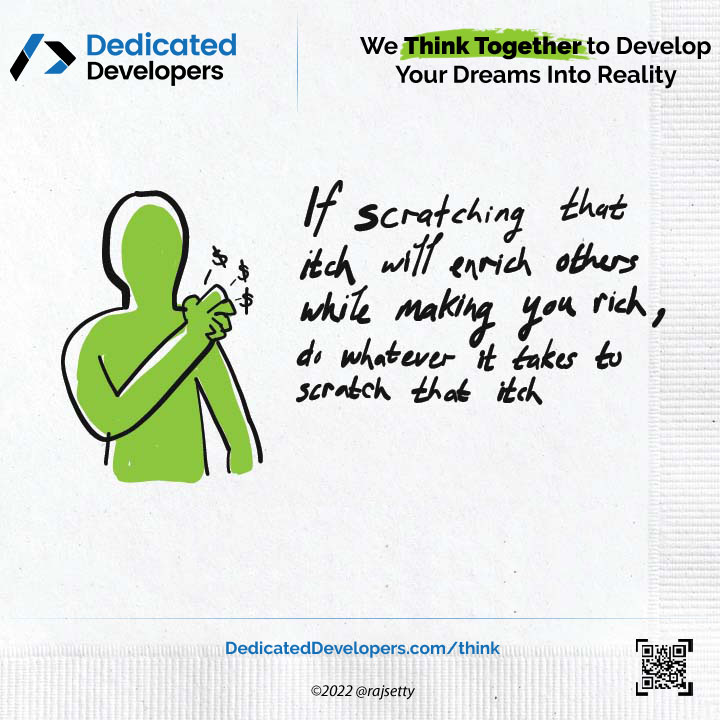 Dedicated
Developers
We Think Together to Develop
Your Dreams Into Reality
If scratching that
itch will enrich others
while making you rich,
do whatever it takes to
scratch that itch
$
$
$
DedicatedDevelopers.com/think
©2022 @rajsetty